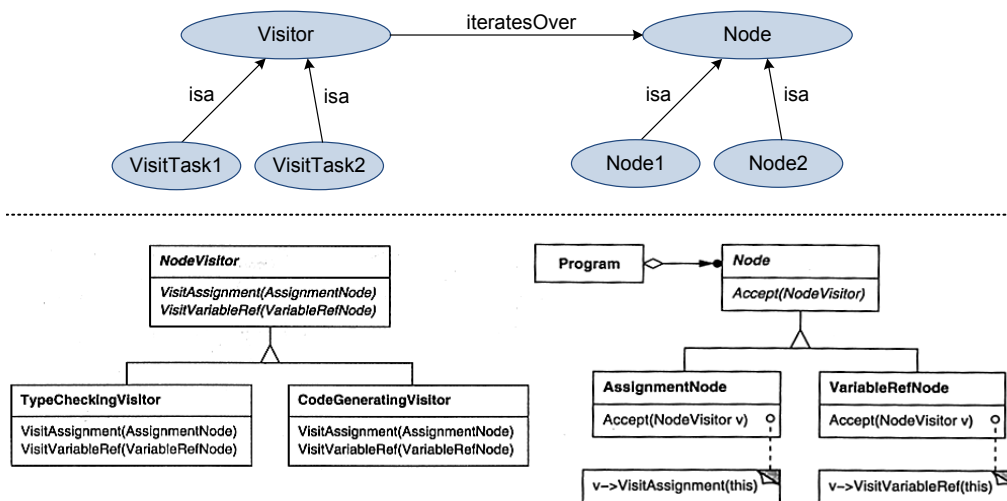 Visitor
iteratesOver
Node
isa
isa
isa
isa
VisitTask1
VisitTask2
Node1
Node2
NodeVisitor
VisitAssignment(AssignmentNode)
VisitVariableRef(VariableRefNode)
Program
Node
Accept(NodeVisitor)
TypeCheckingVisitor
VisitAssignment(AssignmentNode)
VisitVariableRef(VariableRefNode)
CodeGeneratingVisitor
VisitAssignment(AssignmentNode)
VisitVariableRef(VariableRefNode)
AssignmentNode
Accept(NodeVisitor v)
VariableRefNode
Accept(NodeVisitor v)
v–>VisitAssignment(this)
v–>VisitVariableRef(this)